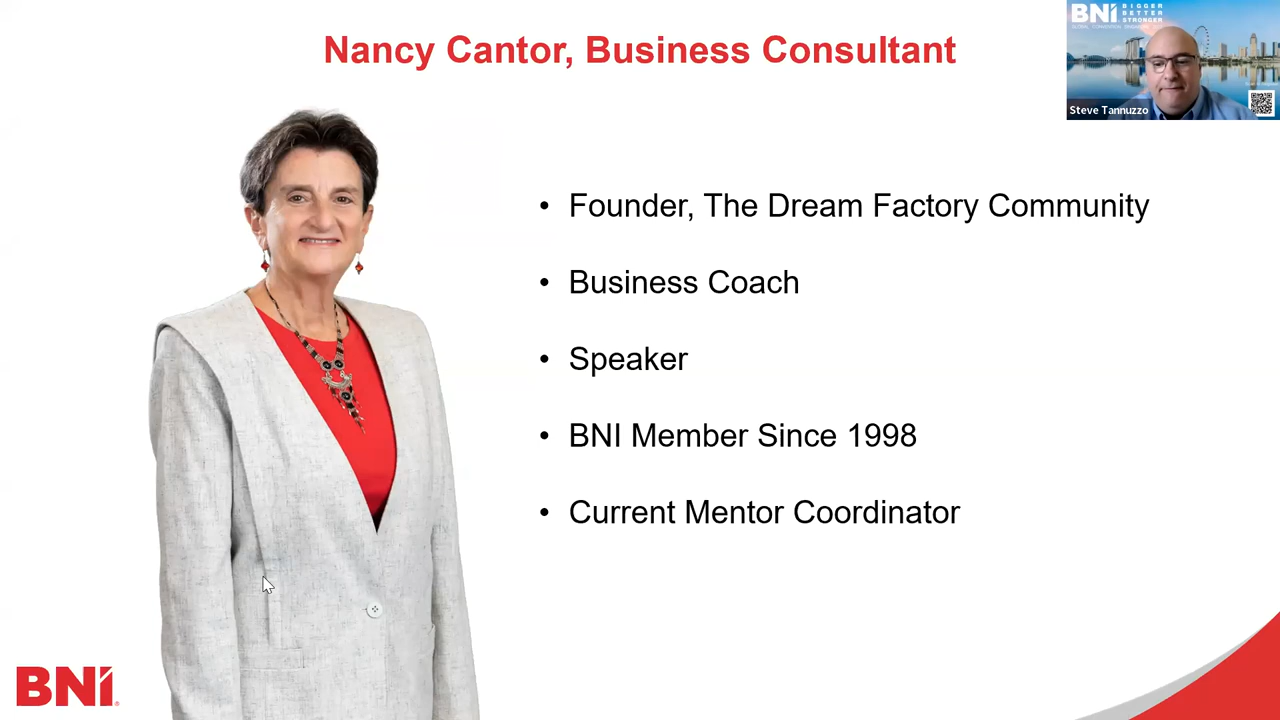 Nancy Cantor, Business Consultant
BNI BIGGER
BETTER
STRONGER
Steve Tannuzzo
• Founder, The Dream Factory Community
• Business Coach
• Speaker
• BNI Member Since 1998
• Current Mentor Coordinator
BNI®